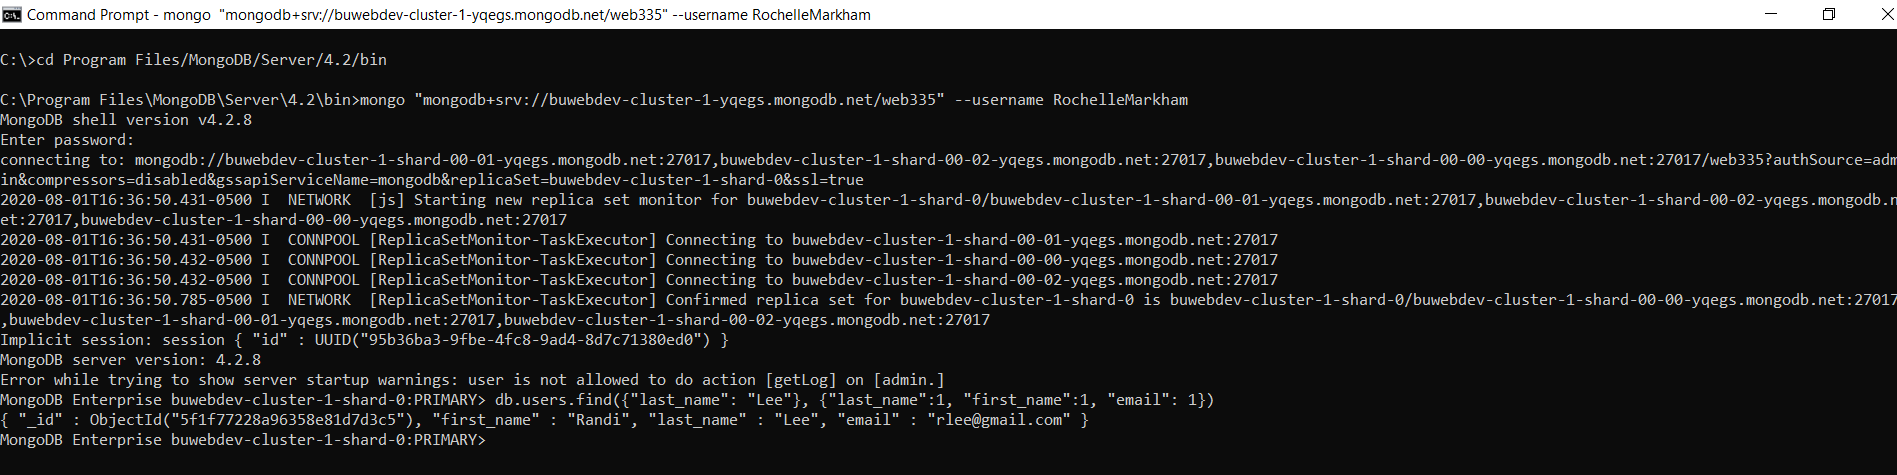 Command Prompt - mongo  "mongodb+srv://buwebdev-cluster-1-yqegs.mongodb.net/web335" --username RochelleMarkham
C:\>cd Program Files/MongoDB/Server/4.2/bin
C:\Program Files\MongoDB\Server\4.2\bin>mongo "mongodb+srv://buwebdev-cluster-1-yqegs.mongodb.net/web335" --username RochelleMarkham
MongoDB shell version v4.2.8
Enter password:
connecting to: mongodb://buwebdev-cluster-1-shard-00-01-yqegs.mongodb.net:27017,buwebdev-cluster-1-shard-00-02-yqegs.mongodb.net:27017,buwebdev-cluster-1-shard-00-00-yqegs.mongodb.net:27017/web335?authSource=adm
in&compressors=disabled&gssapiServiceName=mongodb&replicaSet=buwebdev-cluster-1-shard-0&ssl=true
2020-08-01T16:36:50.431-0500 I  NETWORK  [js] Starting new replica set monitor for buwebdev-cluster-1-shard-0/buwebdev-cluster-1-shard-00-01-yqegs.mongodb.net:27017,buwebdev-cluster-1-shard-00-02-yqegs.mongodb.n
et:27017,buwebdev-cluster-1-shard-00-00-yqegs.mongodb.net:27017
2020-08-01T16:36:50.431-0500 I  CONNPOOL [ReplicaSetMonitor-TaskExecutor] Connecting to buwebdev-cluster-1-shard-00-01-yqegs.mongodb.net:27017
2020-08-01T16:36:50.432-0500 I  CONNPOOL [ReplicaSetMonitor-TaskExecutor] Connecting to buwebdev-cluster-1-shard-00-00-yqegs.mongodb.net:27017
2020-08-01T16:36:50.432-0500 I  CONNPOOL [ReplicaSetMonitor-TaskExecutor] Connecting to buwebdev-cluster-1-shard-00-02-yqegs.mongodb.net:27017
2020-08-01T16:36:50.785-0500 I  NETWORK  [ReplicaSetMonitor-TaskExecutor] Confirmed replica set for buwebdev-cluster-1-shard-0 is buwebdev-cluster-1-shard-0/buwebdev-cluster-1-shard-00-00-yqegs.mongodb.net:27017
,buwebdev-cluster-1-shard-00-01-yqegs.mongodb.net:27017,buwebdev-cluster-1-shard-00-02-yqegs.mongodb.net:27017
Implicit session: session { "id" : UUID("95b36ba3-9fbe-4fc8-9ad4-8d7c71380ed0") }
MongoDB server version: 4.2.8
Error while trying to show server startup warnings: user is not allowed to do action [getLog] on [admin.]
MongoDB Enterprise buwebdev-cluster-1-shard-0:PRIMARY> db.users.find({"last_name": "Lee"}, {"last_name":1, "first_name":1, "email": 1})
{ "_id" : ObjectId("5f1f77228a96358e81d7d3c5"), "first_name" : "Randi", "last_name" : "Lee", "email" : "rlee@gmail.com" }
MongoDB Enterprise buwebdev-cluster-1-shard-0:PRIMARY>